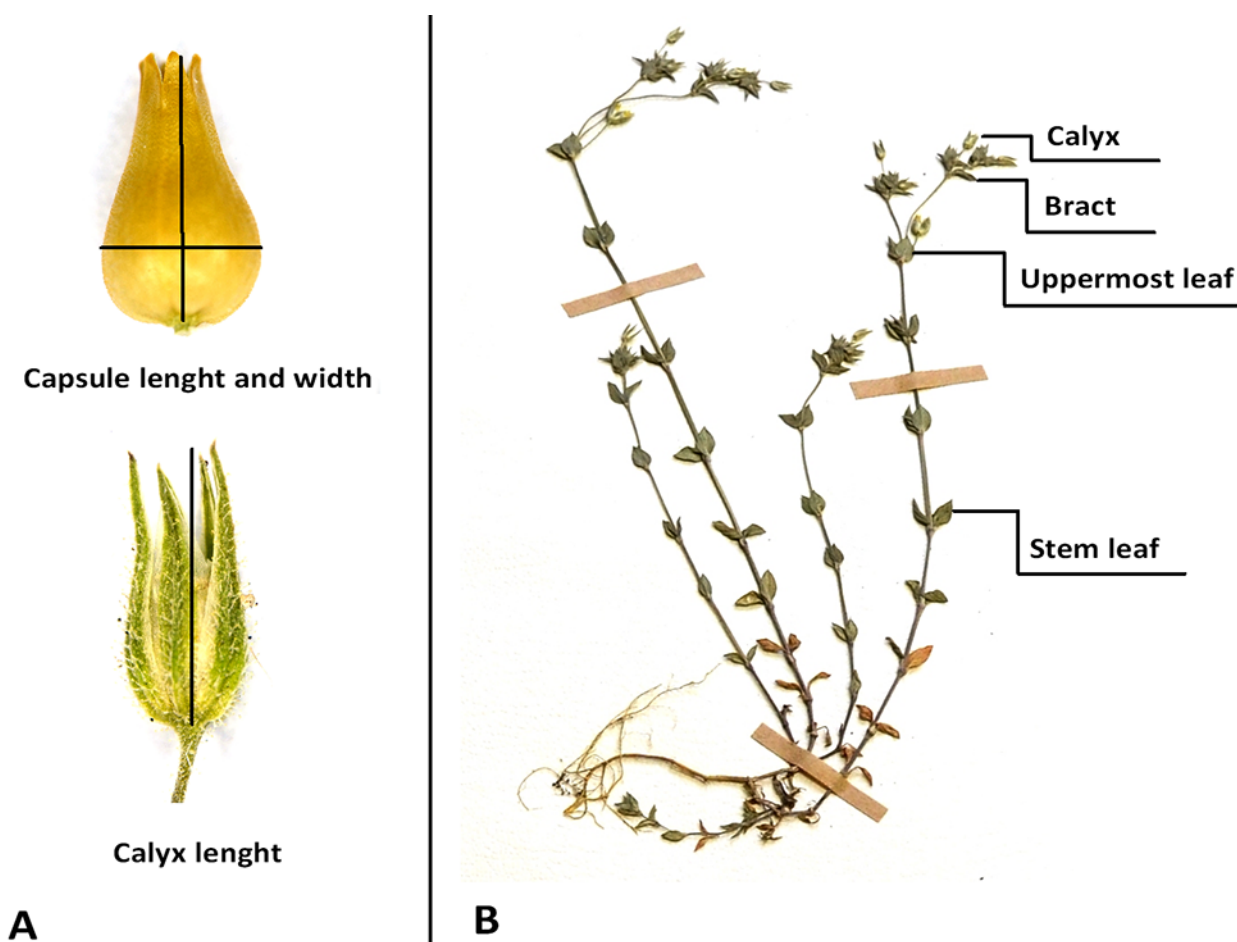 Capsule lenght and width
Calyx lenght
A
Calyx
Bract
Uppermost leaf
Stem leaf
B